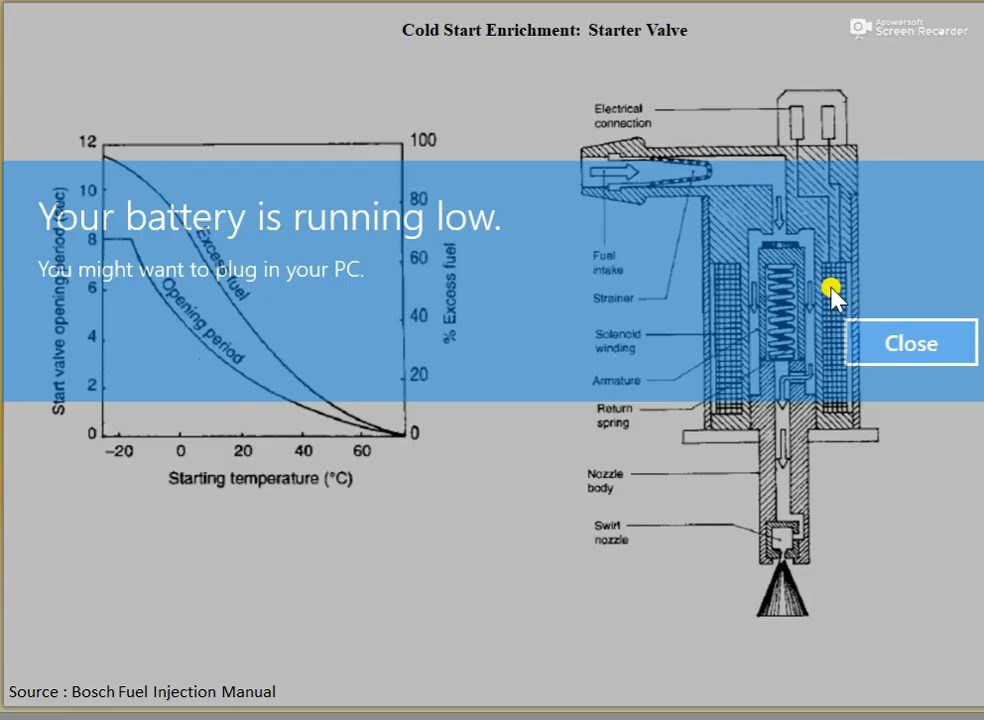 Cold Start Enrichment: Starter Valve
Apowersoft
Screen Recorder
12
10
8
6
4
2
0
Start valve opening period (sec)
100
80
60
40
20
0
% Excess fuel
Excess fuel
Opening period
-20 0 20 40 60
Starting temperature (°C)
Your battery is running low.
You might want to plug in your PC.
Close
Electrical
connection
Fuel
intake
Strainer
Solenoid
winding
Armature
Return
spring
Nozzle
body
Swirl
nozzle
Source : Bosch Fuel Injection Manual